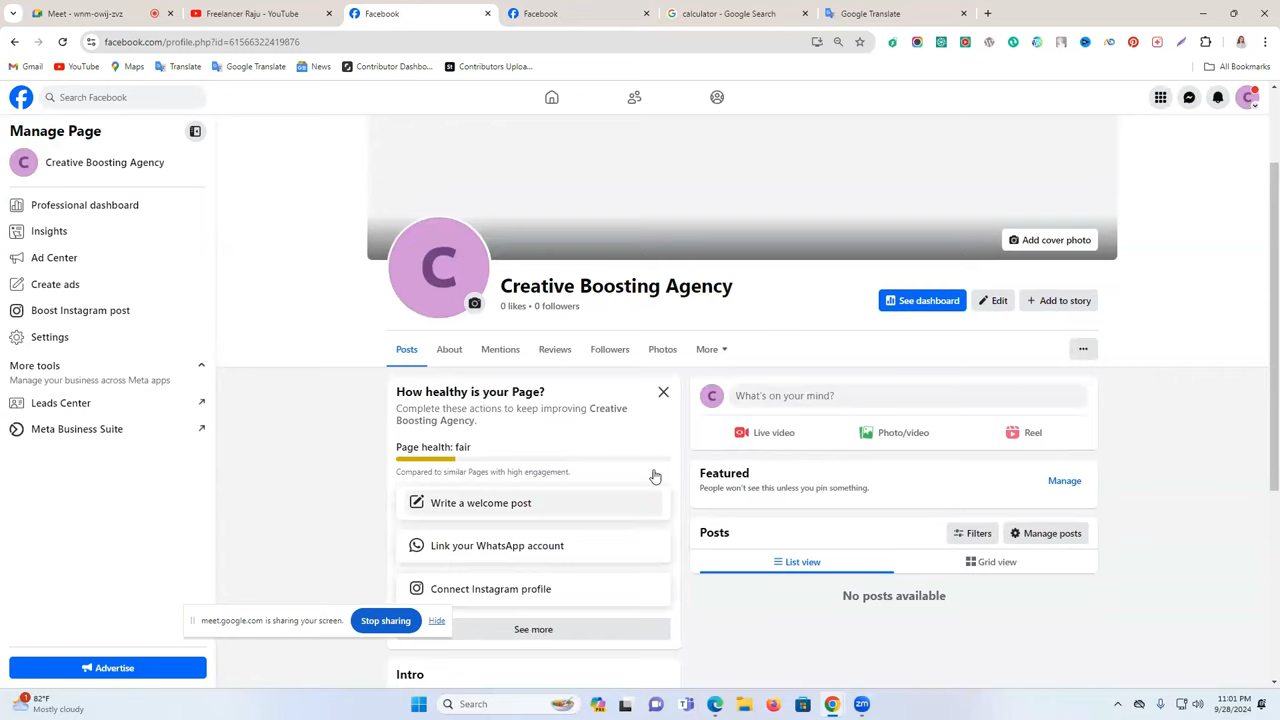 Meet - wnm-owij-zvz
Freelancer Raju - YouTube
Facebook
Facebook
calculator - Google Search
Google Translate
facebook.com/profile.php?id=61566322419876
Gmail
YouTube
Maps
Translate
Google Translate
News
Contributor Dashbo...
Contributors Uploa...
All Bookmarks
Search Facebook
Manage Page
C Creative Boosting Agency
Professional dashboard
Insights
Ad Center
Create ads
Boost Instagram post
Settings
More tools
Manage your business across Meta apps
Leads Center
Meta Business Suite
Advertise
Add cover photo
C
Creative Boosting Agency
0 likes • 0 followers
See dashboard
Edit
+ Add to story
Posts
About
Mentions
Reviews
Followers
Photos
More
How healthy is your Page?
Complete these actions to keep improving Creative
Boosting Agency.
Page health: fair
Compared to similar Pages with high engagement.
Write a welcome post
Link your WhatsApp account
Connect Instagram profile
See more
Intro
C What's on your mind?
Live video
Photo/video
Reel
Featured
People won't see this unless you pin something.
Manage
Posts
Filters
Manage posts
List view
Grid view
No posts available
meet.google.com is sharing your screen.
Stop sharing
Hide
82°F
Mostly cloudy
Search
11:01 PM
9/28/2024